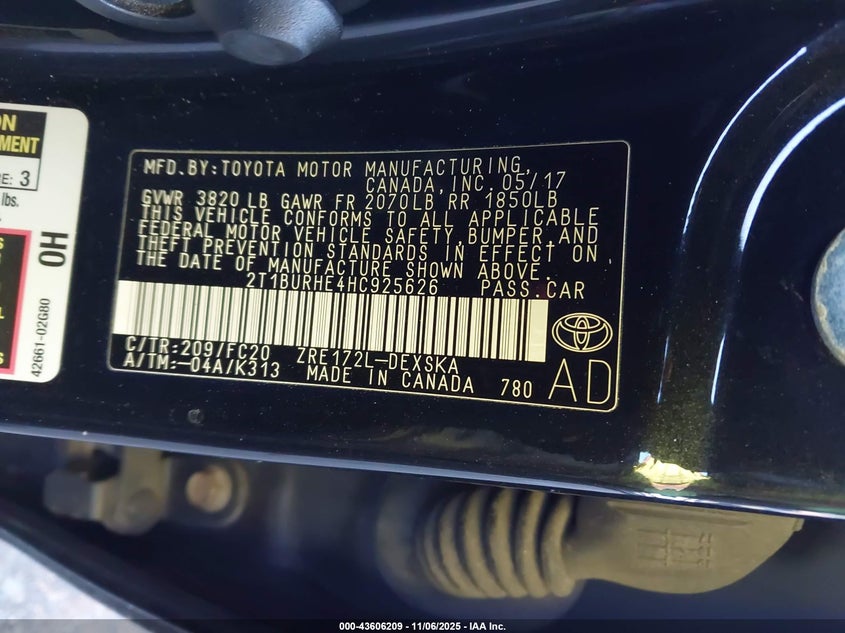 ON
MENT
RE: 3
lbs.
S
L
0H
42661-02G80
MFD.BY:TOYOTA MOTOR MANUFACTURING,
CANADA, INC. 05/17
GVWR 3820 LB GAWR FR 2070LB RR 1850LB
THIS VEHICLE CONFORMS TO ALL APPLICABLE
FEDERAL MOTOR VEHICLE SAFETY,BUMPER,AND
THEFT PREVENTION STANDARDS IN EFFECT ON
THE DATE OF MANUFACTURE SHOWN ABOVE.
2T1BURHE4HC925626 PASS.CAR
C/TR:209/FC20 ZRE172L-DEXSKA
A/TM:-04A/K313 MADE IN CANADA 780
AD
000-43606209 - 11/06/2025 - IAA Inc.